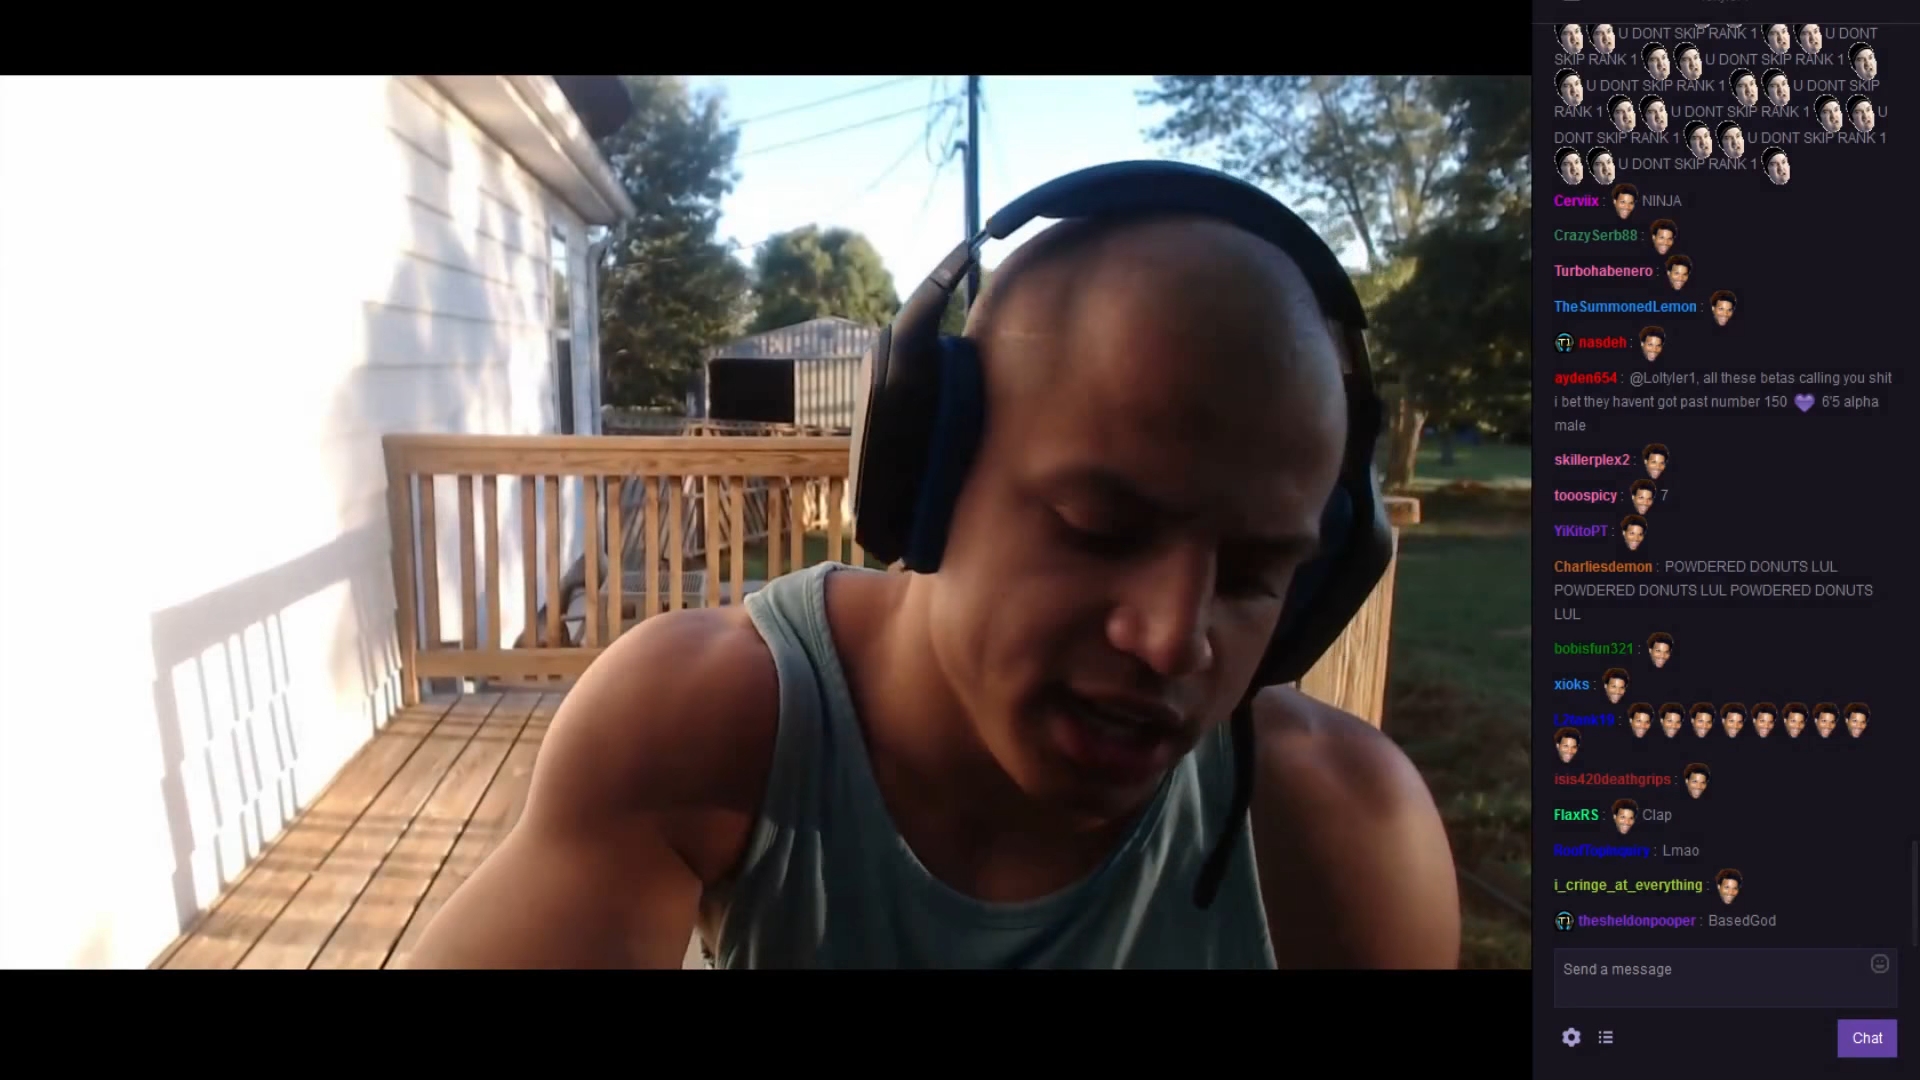 U DONT SKIP RANK 1 U DONT
SKIP RANK 1 U DONT SKIP RANK 1
U DONT SKIP RANK 1 U DONT SKIP
RANK 1 U DONT SKIP RANK 1 U
DONT SKIP RANK 1 U DONT SKIP RANK 1
U DONT SKIP RANK 1
Cerviix : NINJA
CrazySerb88 :
Turbohabenero :
TheSummonedLemon :
T1 nasdeh :
ayden654 : @Loltyler1, all these betas calling you shit
i bet they havent got past number 150 6'5 alpha
male
skillerplex2 :
tooospicy : 7
YiKitoPT :
Charliesdemon : POWDERED DONUTS LUL
POWDERED DONUTS LUL POWDERED DONUTS
LUL
bobisfun321 :
xioks :
isis420deathgrips :
FlaxRS : Clap
: Lmao
i_cringe_at_everything :
T1 thesheldonpooper : BasedGod
Send a message
Chat